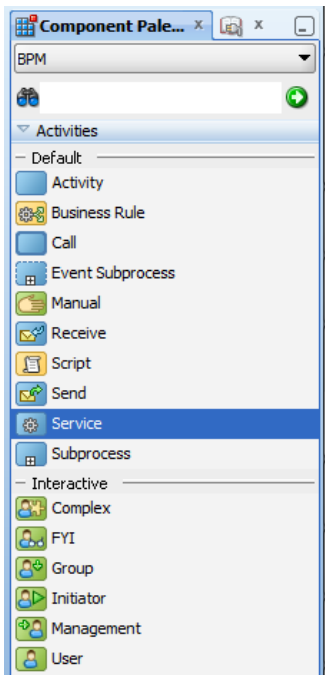 Component Pale...
BPM
Activities
Default
Activity
Business Rule
Call
Event Subprocess
Manual
Receive
Script
Send
Service
Subprocess
Interactive
Complex
FYI
Group
Initiator
Management
User